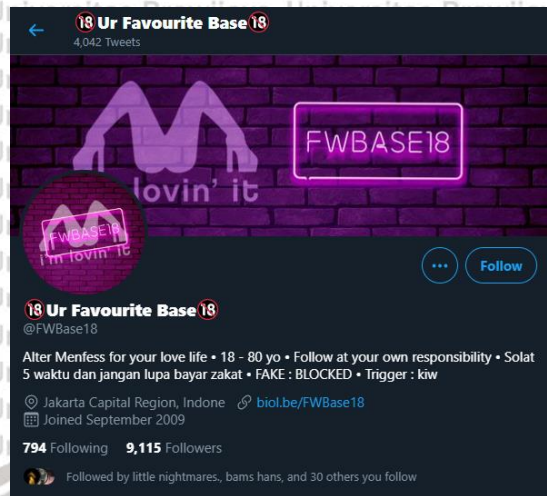 🔞Ur Favourite Base🔞
4,042 Tweets
FWBASE18
lovin' it
FWBASE18
i'm lovin' it
Follow
🔞Ur Favourite Base🔞
@FWBase18
Alter Menfess for your love life • 18 - 80 yo • Follow at your own responsibility • Solat
5 waktu dan jangan lupa bayar zakat • FAKE : BLOCKED • Trigger : kiw
Jakarta Capital Region, Indone biol.be/FWBase18
Joined September 2009
794 Following 9,115 Followers
Followed by little nightmares., bams hans, and 30 others you follow